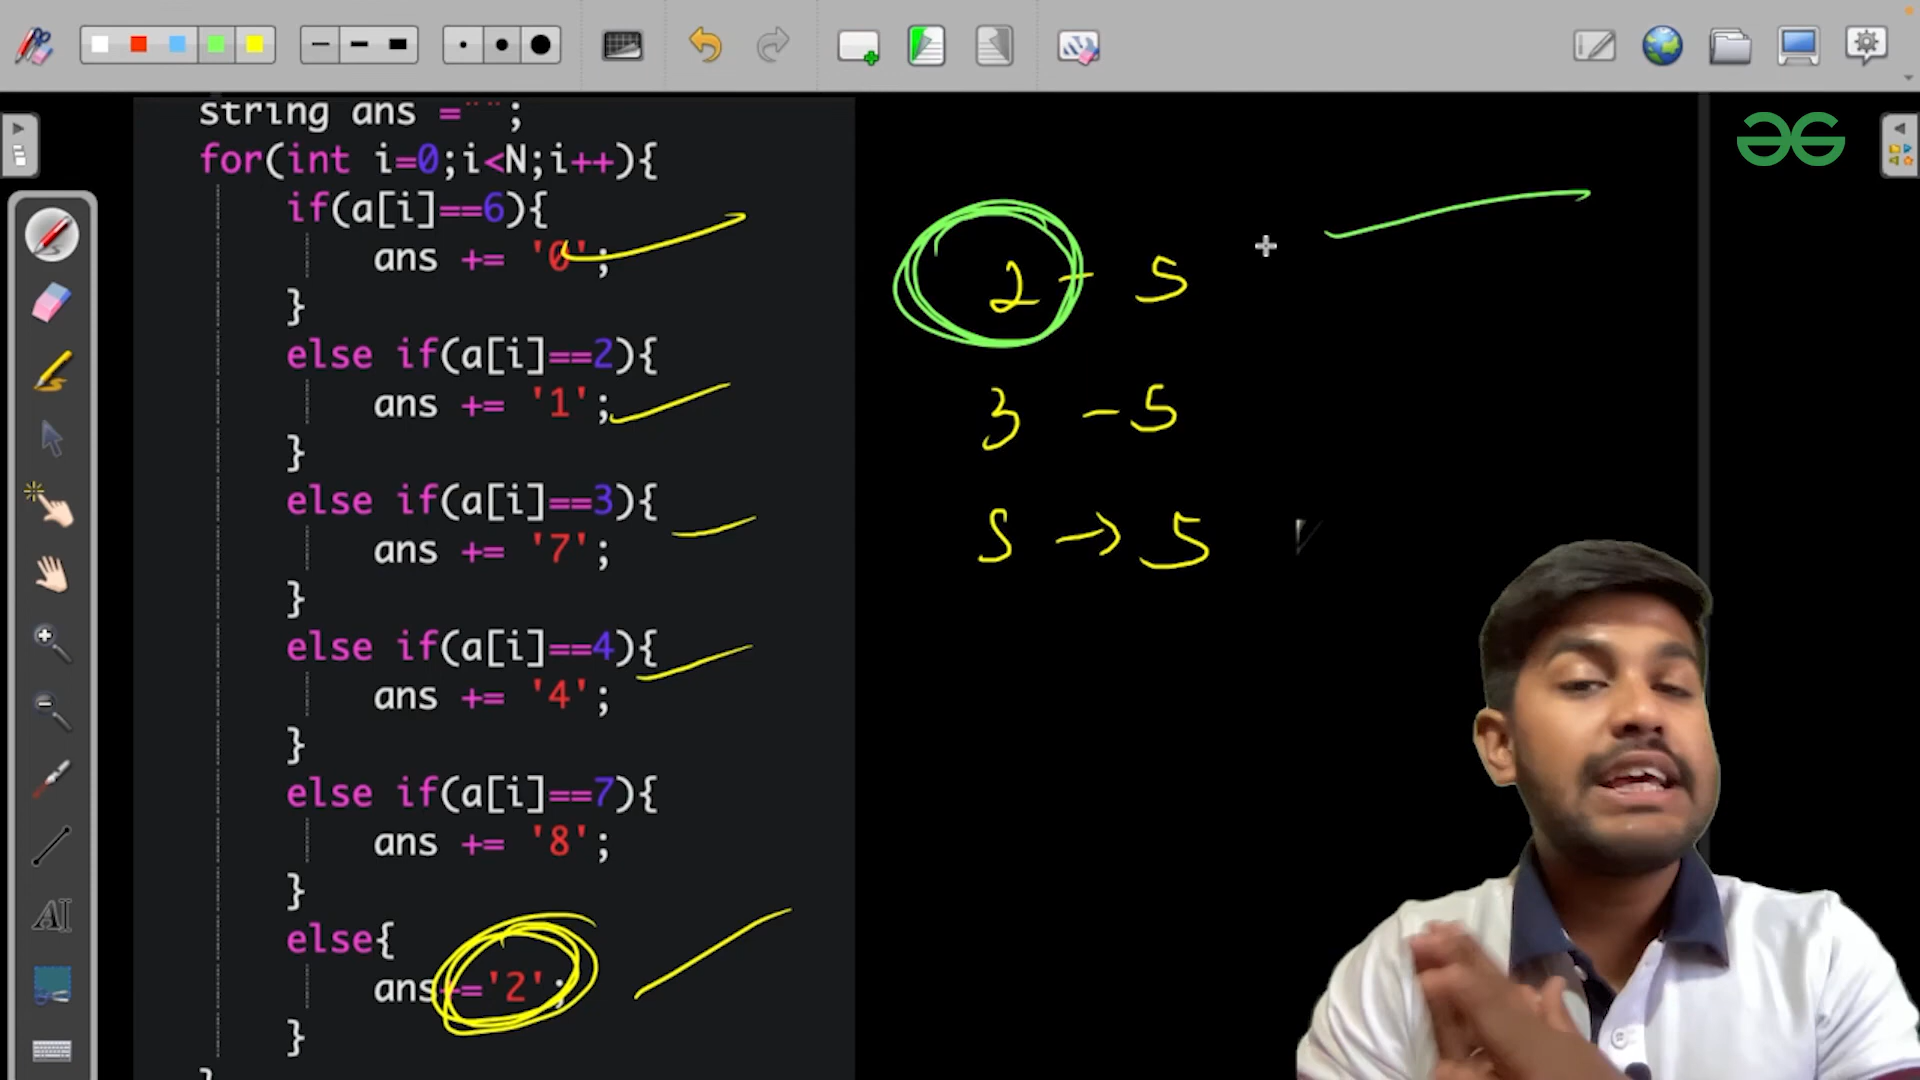 string ans ="";
for(int i=0;i<N;i++){
if(a[i]==6){
ans += '0';
}
else if(a[i]==2){
ans += '1';
}
else if(a[i]==3){
ans += '7';
}
else if(a[i]==4){
ans += '4';
}
else if(a[i]==7){
ans += '8';
}
else{
ans+='2';
}
}
2 - 5
3 - 5
5 → 5